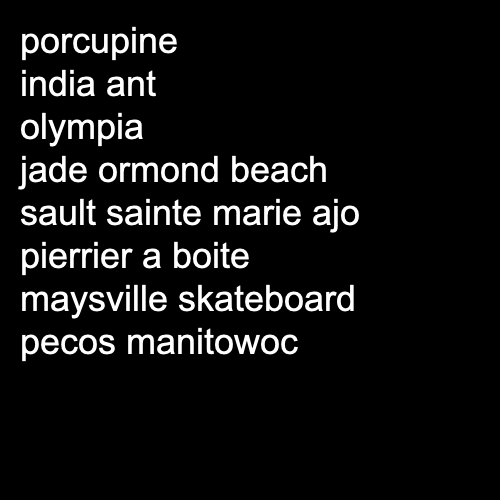 porcupine
india ant
olympia
jade ormond beach
sault sainte marie ajo
pierrier a boite
maysville skateboard
pecos manitowoc